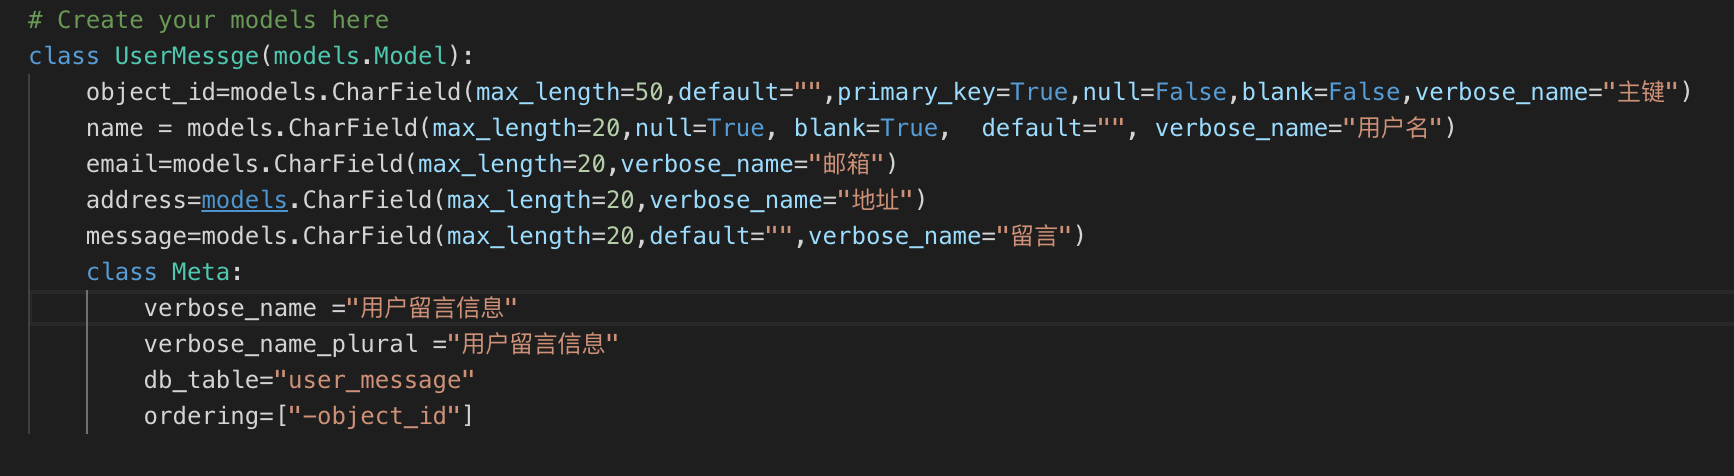 # Create your models here
class UserMessge(models.Model):
    object_id=models.CharField(max_length=50,default="",primary_key=True,null=False,blank=False,verbose_name="主键")
    name = models.CharField(max_length=20,null=True, blank=True,  default="", verbose_name="用户名")
    email=models.CharField(max_length=20,verbose_name="邮箱")
    address=models.CharField(max_length=20,verbose_name="地址")
    message=models.CharField(max_length=20,default="",verbose_name="留言")
    class Meta:
        verbose_name ="用户留言信息"
        verbose_name_plural ="用户留言信息"
        db_table="user_message"
        ordering=["-object_id"]